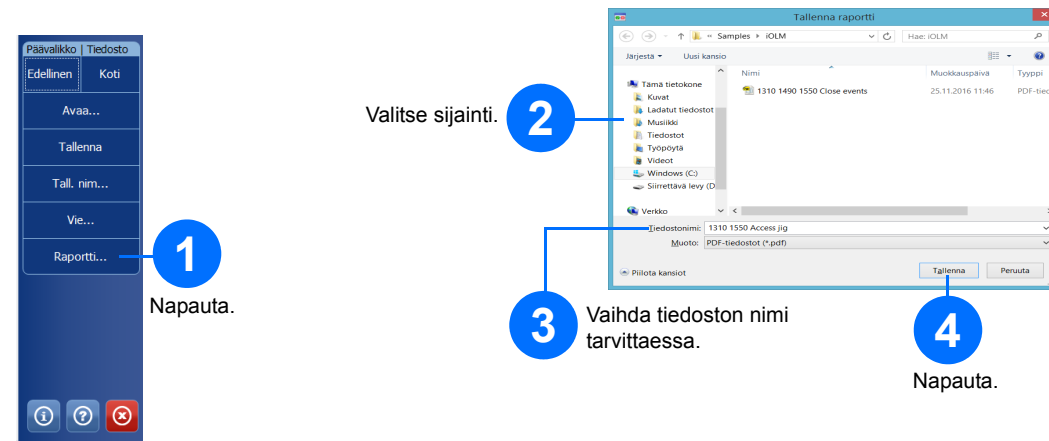 Päävalikko | Tiedosto
Edellinen Koti
Avaa...
Tallenna
Tall. nim...
Vie...
Raportti...
1
Napauta.
Valitse sijainti.
2
Tallenna raportti
« Samples ▸ iOLM
Hae: iOLM
Järjestä Uusi kansio
Nimi Muokkauspäivä Tyyppi
Tämä tietokone
Kuvat
Ladatut tiedostot
Musiikki
Tiedostot
Työpöytä
Videot
Windows (C:)
Siirrettävä levy (D
Verkko
1310 1490 1550 Close events 25.11.2016 11:46 PDF-tied
Tiedostonimi: 1310 1550 Access jig
Muoto: PDF-tiedostot (*.pdf)
Piilota kansiot
Tallenna Peruuta
3
Vaihda tiedoston nimi
tarvittaessa.
4
Napauta.